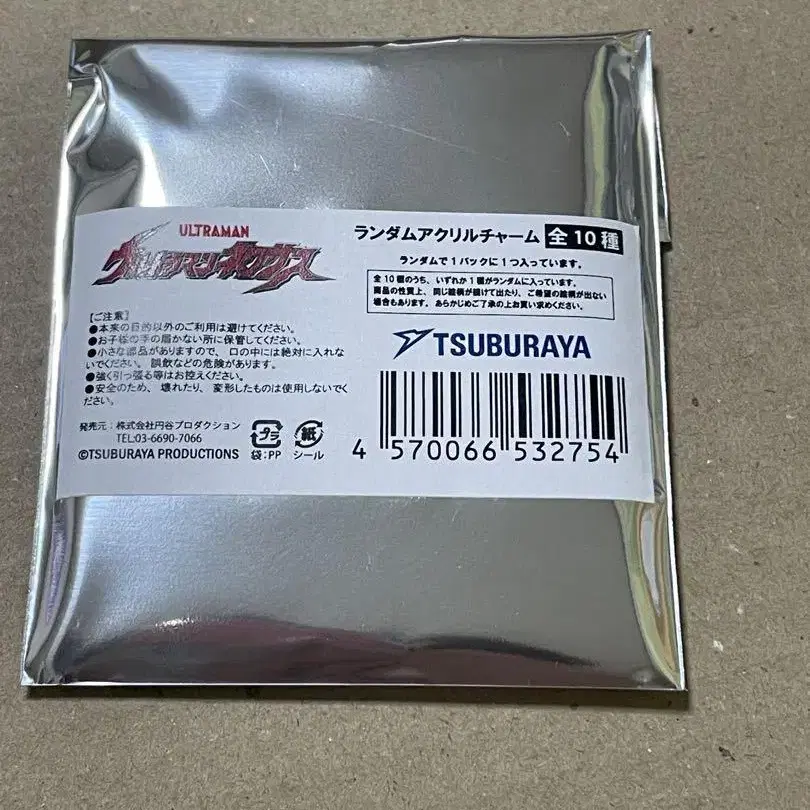 ULTRAMAN
ウルトラマンネクサス
ランダムアクリルチャーム 全10種
ランダムで1パックに1つ入っています。
全10種のうち、いずれか1種がランダムに入っています。
商品の性質上、同じ絵柄が続けて出たり、ご希望の絵柄が出ない
場合もあります。あらかじめご了承の上お買い求めください。
【ご注意】
●本来の目的以外のご利用は避けてください。
●お子様の手の届かない所に保管してください。
●小さな部品がありますので、口の中には絶対に入れな
いでください。誤飲などの危険があります。
●強く引っ張る等はお控えください。
●安全のため、壊れたり、変形したものは使用しないでく
ださい。
TSUBURAYA
発売元:株式会社円谷プロダクション
TEL:03-6690-7066
©TSUBURAYA PRODUCTIONS
プラ 紙
袋:PP シール
4 570066 532754